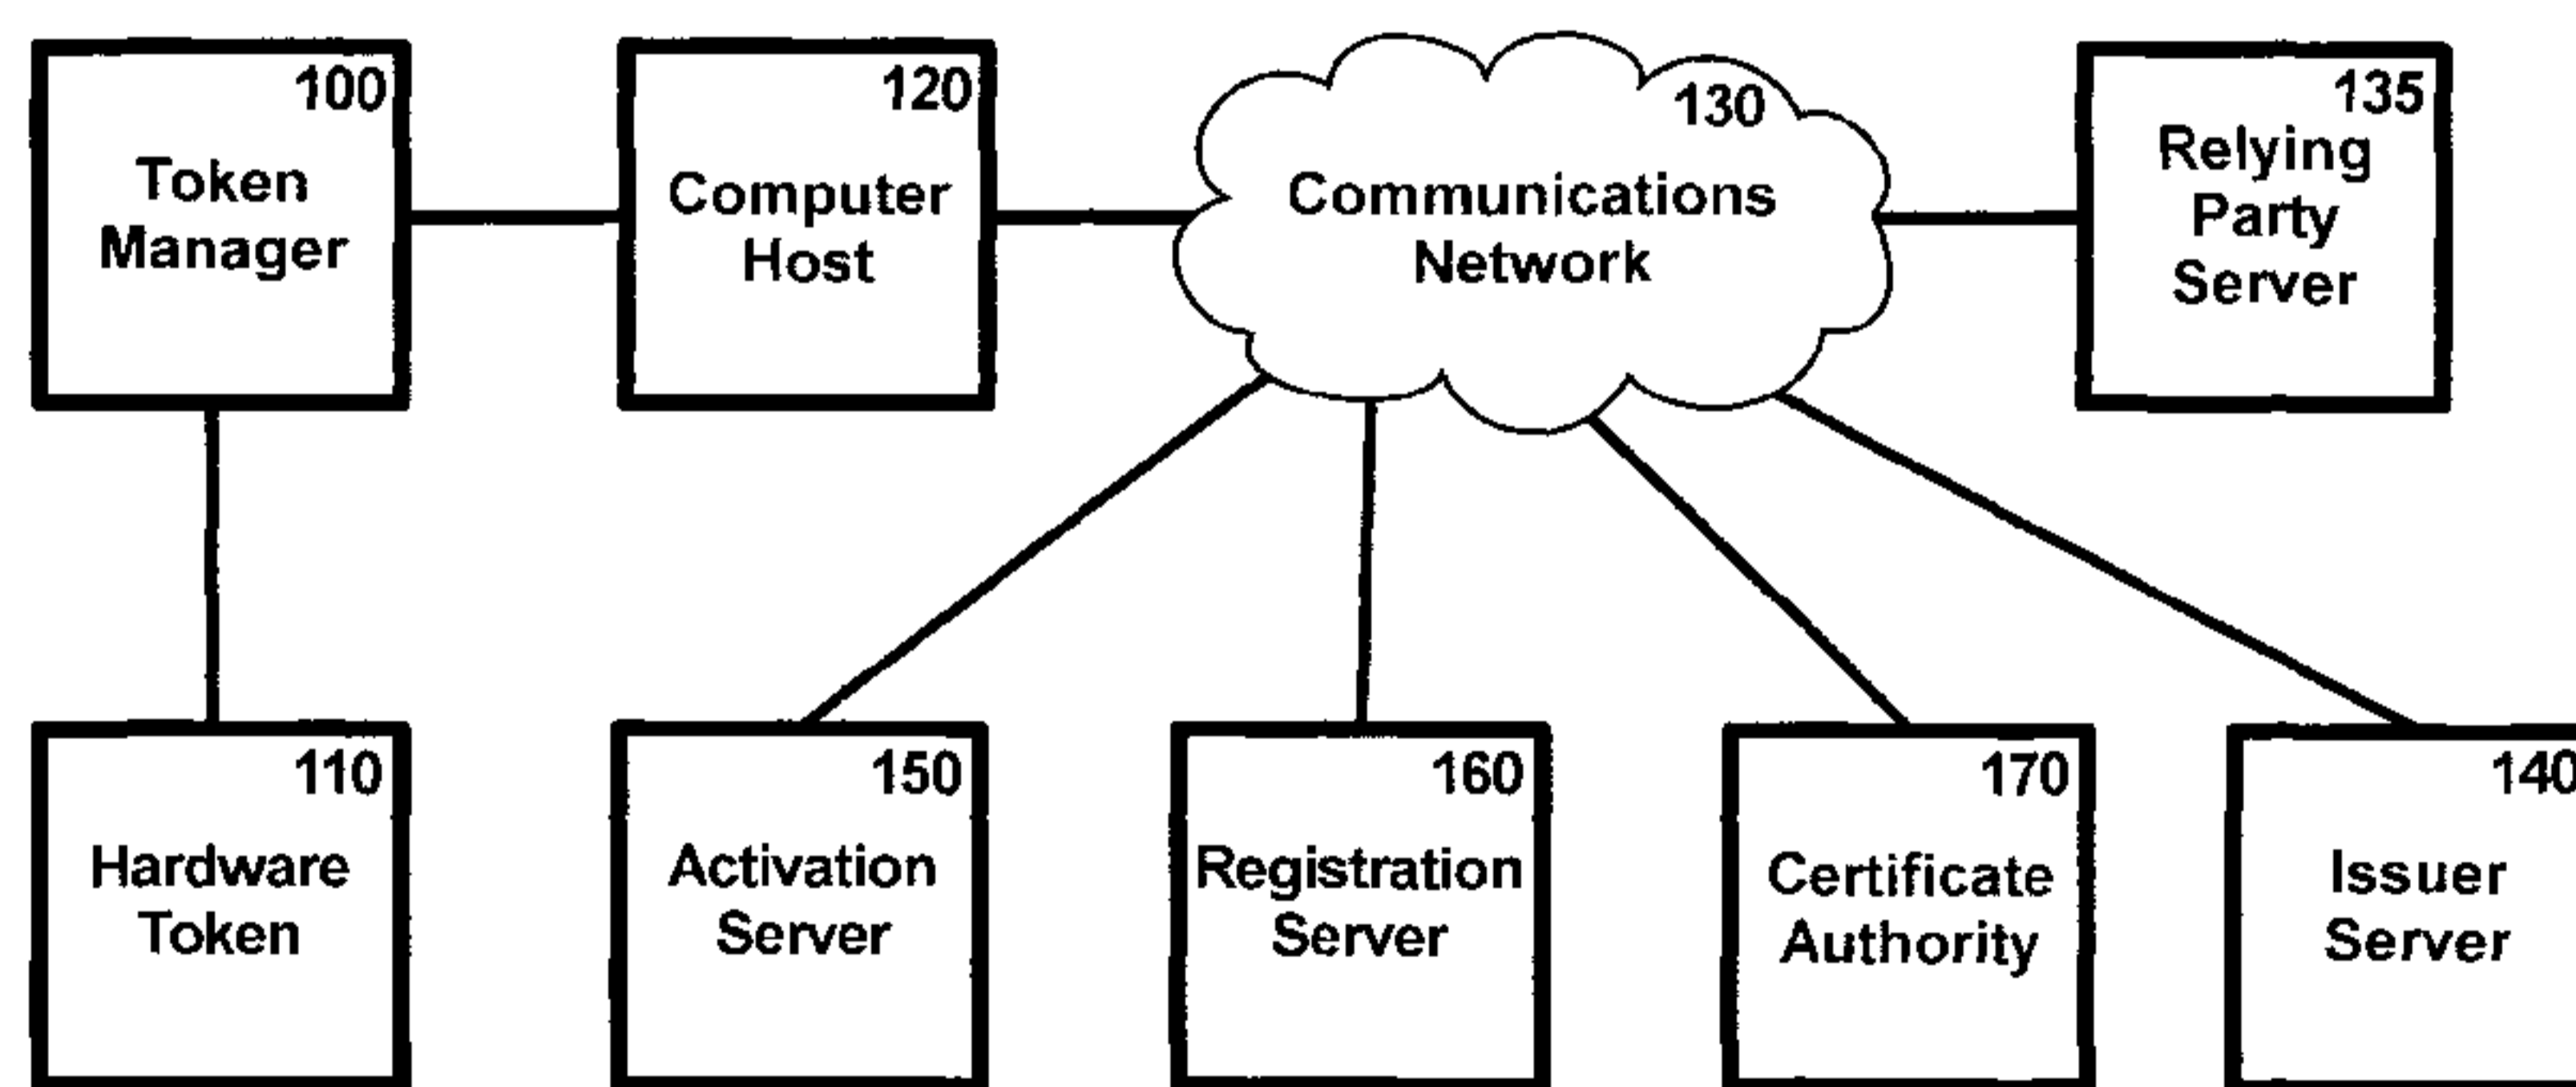 100
Token
Manager
120
Computer
Host
130
Communications
Network
135
Relying
Party
Server
110
Hardware
Token
150
Activation
Server
160
Registration
Server
170
Certificate
Authority
140
Issuer
Server